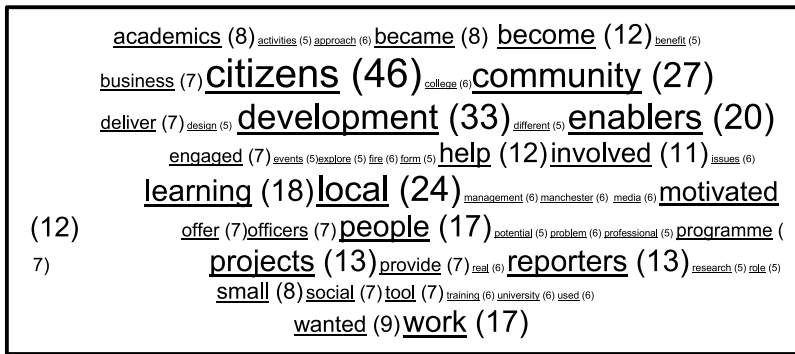 academics (8) activities (5) approach (6) became (8) become (12) benefit (5)
business (7) citizens (46) college (6) community (27)
deliver (7) design (5) development (33) different (5) enablers (20)
engaged (7) events (5) explore (5) fire (6) form (5) help (12) involved (11) issues (6)
learning (18) local (24) management (6) manchester (6) media (6) motivated
(12) offer (7) officers (7) people (17) potential (5) problem (6) professional (5) programme (
7) projects (13) provide (7) real (6) reporters (13) research (5) role (5)
small (8) social (7) tool (7) training (6) university (6) used (6)
wanted (9) work (17)